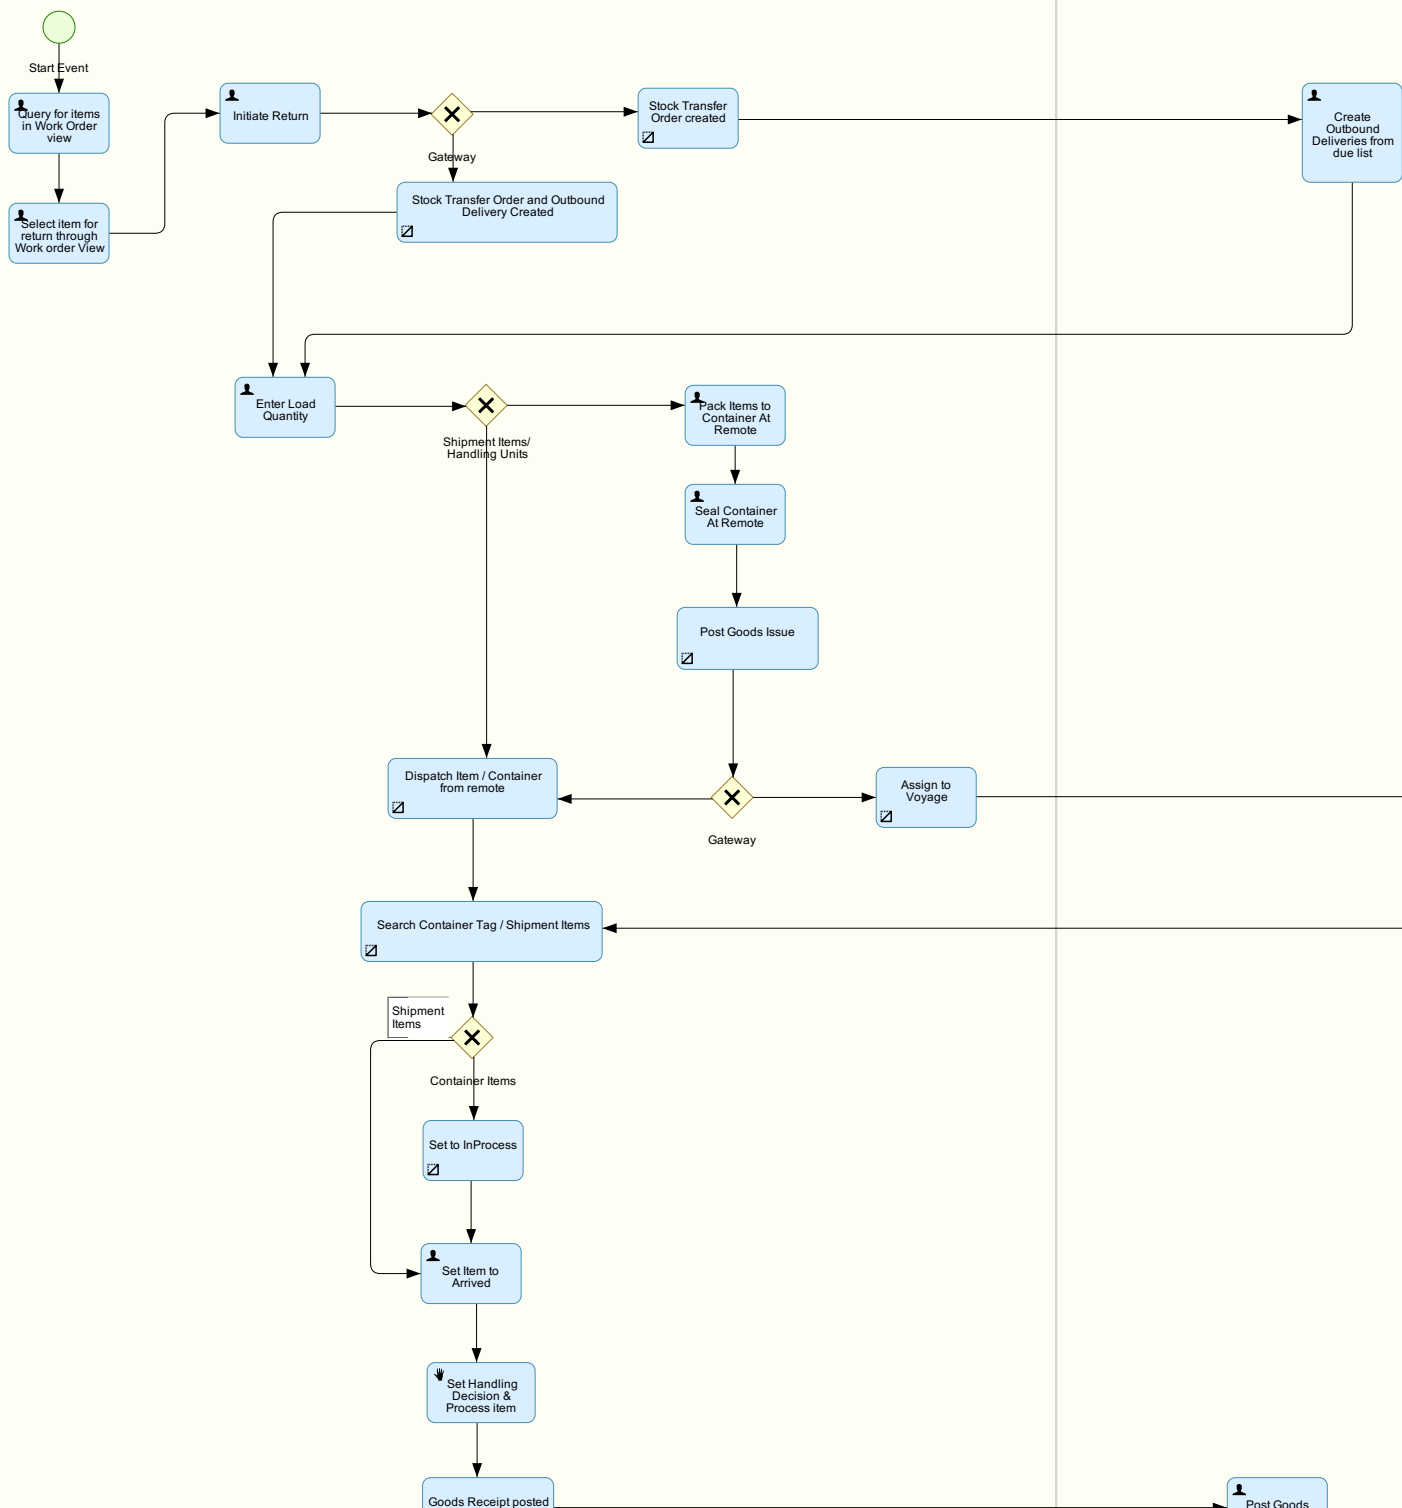 Start Event
Query for items
in Work Order
view
Select item for
return through
Work order View
Initiate Return
Gateway
Stock Transfer
Order created
Create
Outbound
Deliveries from
due list
Stock Transfer Order and Outbound
Delivery Created
Enter Load
Quantity
Shipment Items/
Handling Units
Pack Items to
Container At
Remote
Seal Container
At Remote
Post Goods Issue
Dispatch Item / Container
from remote
Gateway
Assign to
Voyage
Search Container Tag / Shipment Items
Shipment
Items
Container Items
Set to InProcess
Set Item to
Arrived
Set Handling
Decision &
Process item
Goods Receipt posted
Post Goods